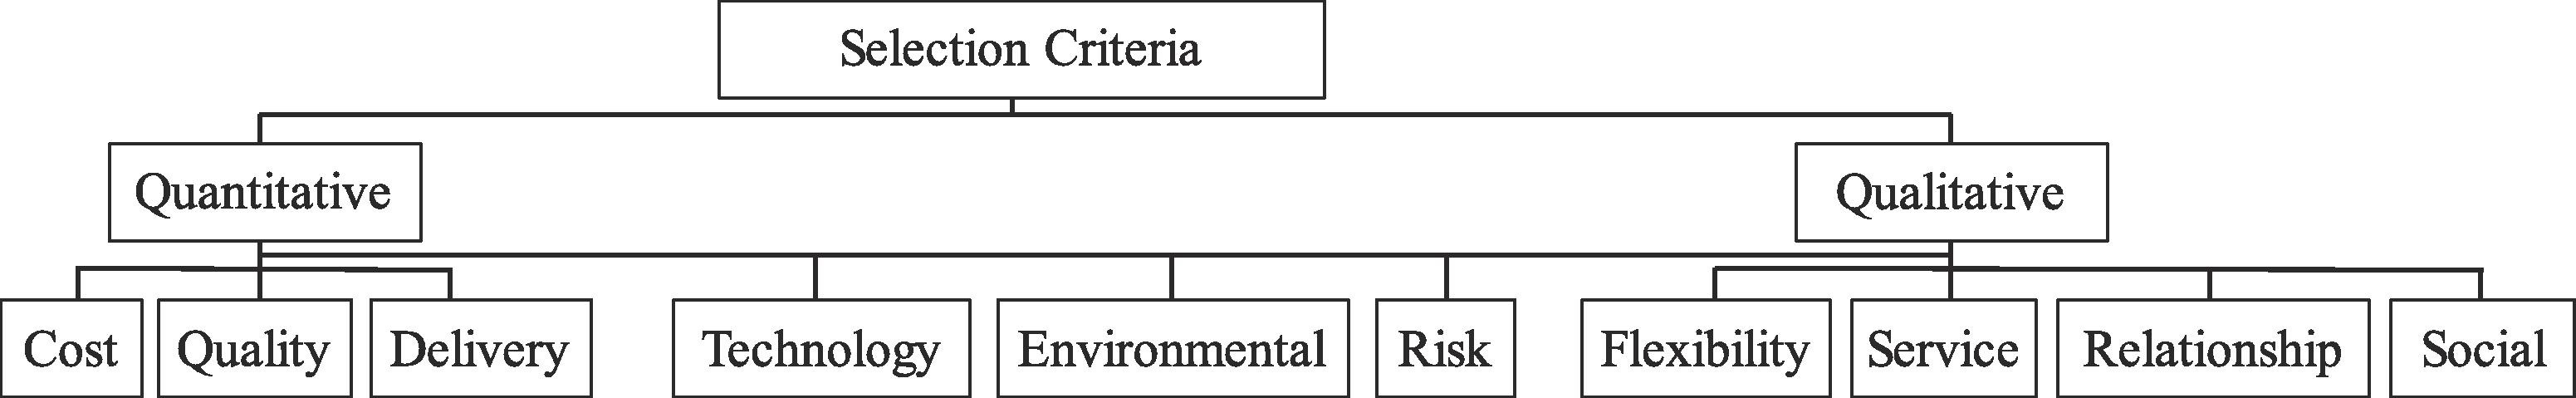 Selection Criteria
Quantitative
Qualitative
Cost
Quality
Delivery
Technology
Environmental
Risk
Flexibility
Service
Relationship
Social